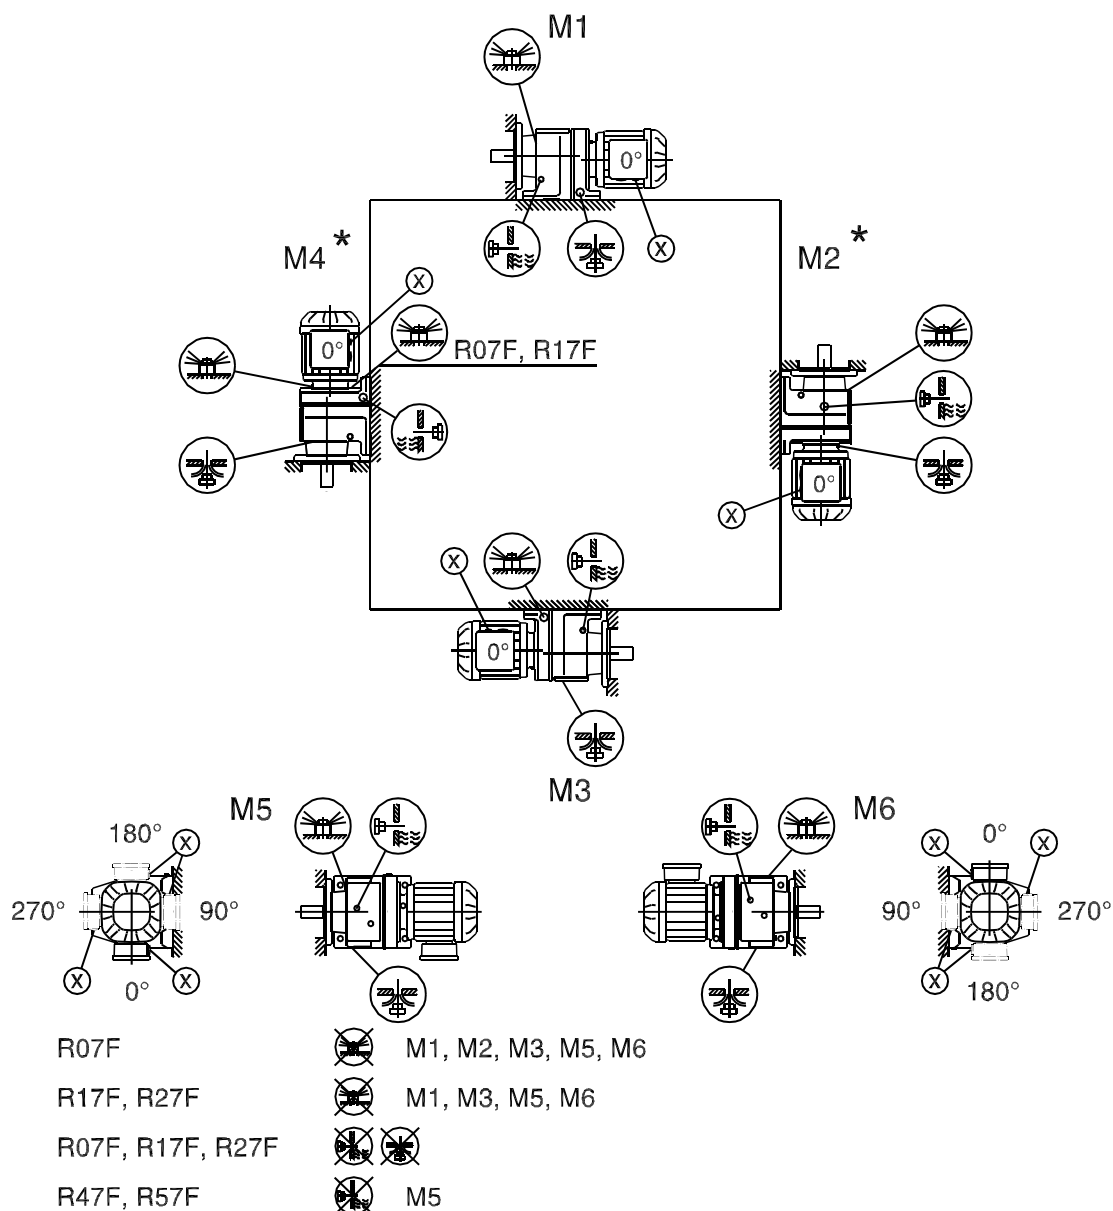 M1
0°
X
M4 *
M2 *
X
0°
R07F, R17F
0°
X
X
0°
M3
M5
M6
180°
X
0°
X
X
270°
90°
90°
270°
X
0°
X
X
180°
R07F M1, M2, M3, M5, M6
R17F, R27F M1, M3, M5, M6
R07F, R17F, R27F
R47F, R57F M5